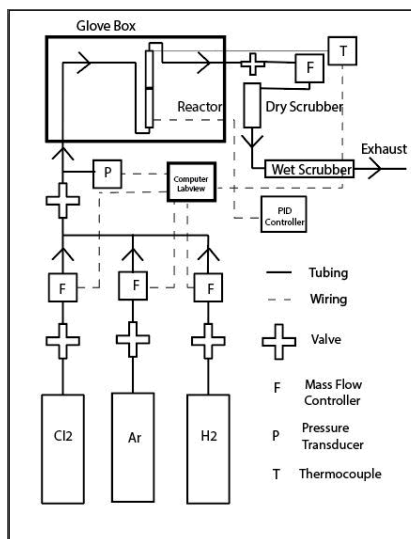 Glove Box
T
F
Reactor
Dry Scrubber
Exhaust
Wet Scrubber
P
Computer
Labview
PID
Controller
Tubing
Wiring
F
F
F
Valve
F Mass Flow
Controller
Cl2
Ar
H2
P Pressure
Transducer
T Thermocouple